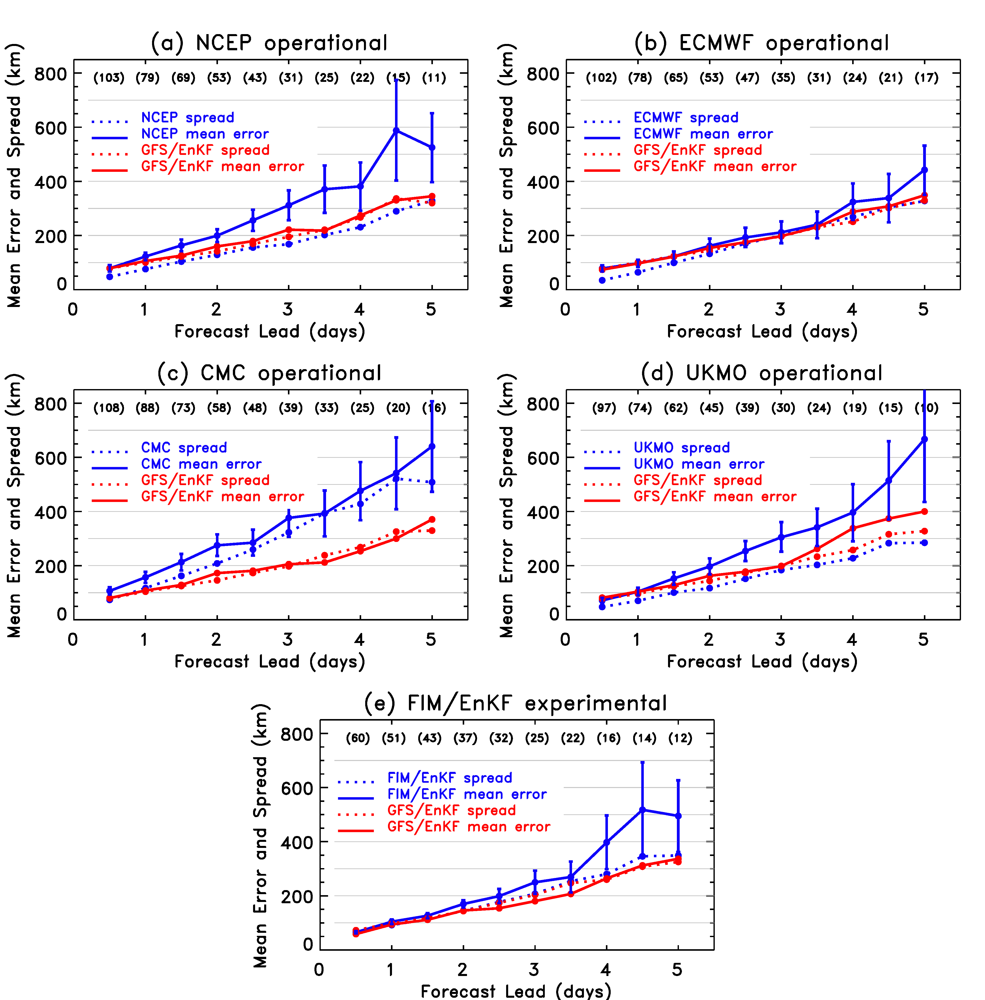 (a) NCEP operational
Mean Error and Spread (km)
800
600
400
200
0
(103) (79) (69) (53) (43) (31) (25) (22) (15) (11)
NCEP spread
NCEP mean error
GFS/EnKF spread
GFS/EnKF mean error
0 1 2 3 4 5
Forecast Lead (days)
(b) ECMWF operational
Mean Error and Spread (km)
800
600
400
200
0
(102) (78) (65) (53) (47) (35) (31) (24) (21) (17)
ECMWF spread
ECMWF mean error
GFS/EnKF spread
GFS/EnKF mean error
0 1 2 3 4 5
Forecast Lead (days)
(c) CMC operational
Mean Error and Spread (km)
800
600
400
200
0
(108) (88) (73) (58) (48) (39) (33) (25) (20) (16)
CMC spread
CMC mean error
GFS/EnKF spread
GFS/EnKF mean error
0 1 2 3 4 5
Forecast Lead (days)
(d) UKMO operational
Mean Error and Spread (km)
800
600
400
200
0
(97) (74) (62) (45) (39) (30) (24) (19) (15) (10)
UKMO spread
UKMO mean error
GFS/EnKF spread
GFS/EnKF mean error
0 1 2 3 4 5
Forecast Lead (days)
(e) FIM/EnKF experimental
Mean Error and Spread (km)
800
600
400
200
0
(60) (51) (43) (37) (32) (25) (22) (16) (14) (12)
FIM/EnKF spread
FIM/EnKF mean error
GFS/EnKF spread
GFS/EnKF mean error
0 1 2 3 4 5
Forecast Lead (days)